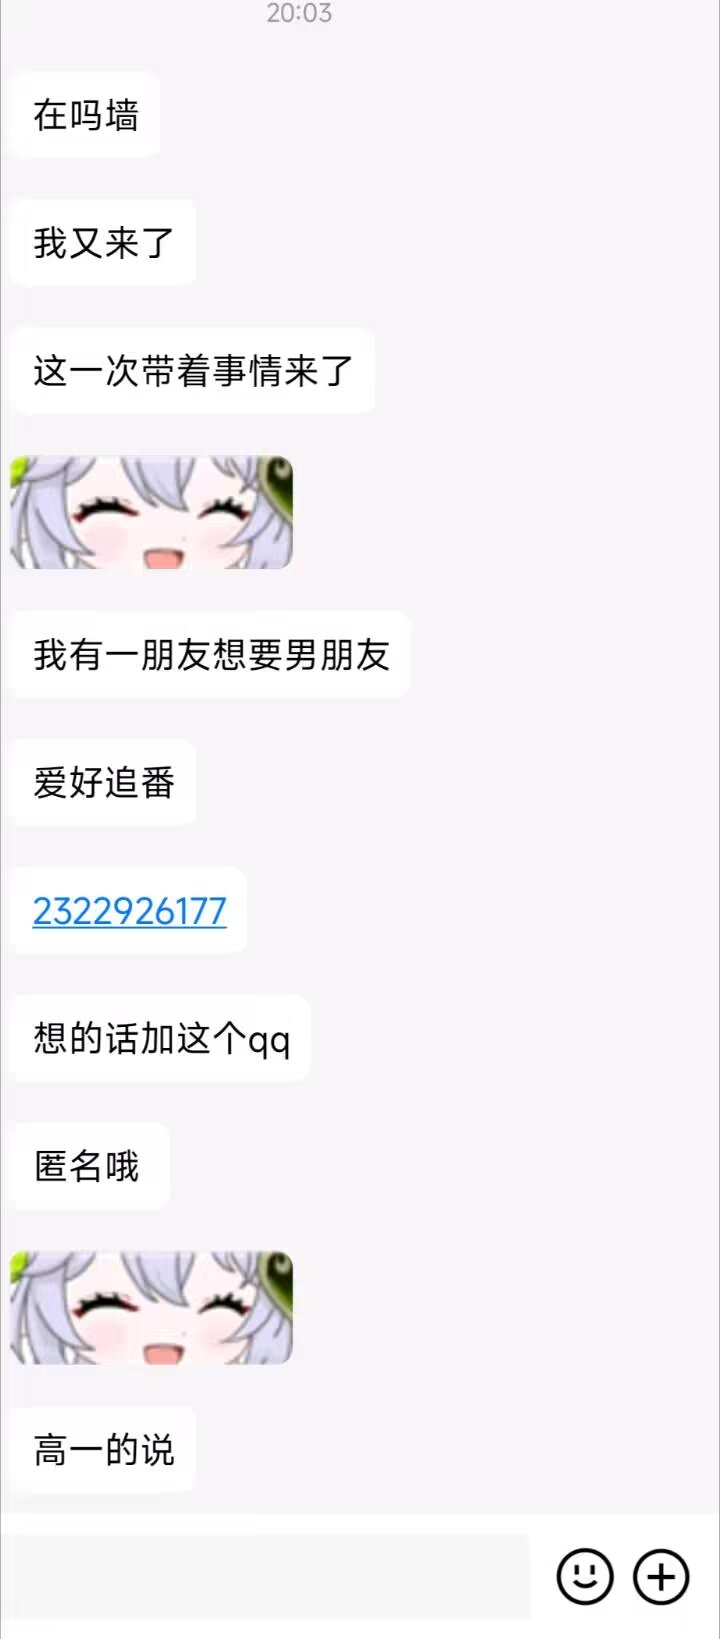 20:03
在吗墙
我又来了
这一次带着事情来了
我有一朋友想要男朋友
爱好追番
2322926177
想的话加这个qq
匿名哦
高一的说